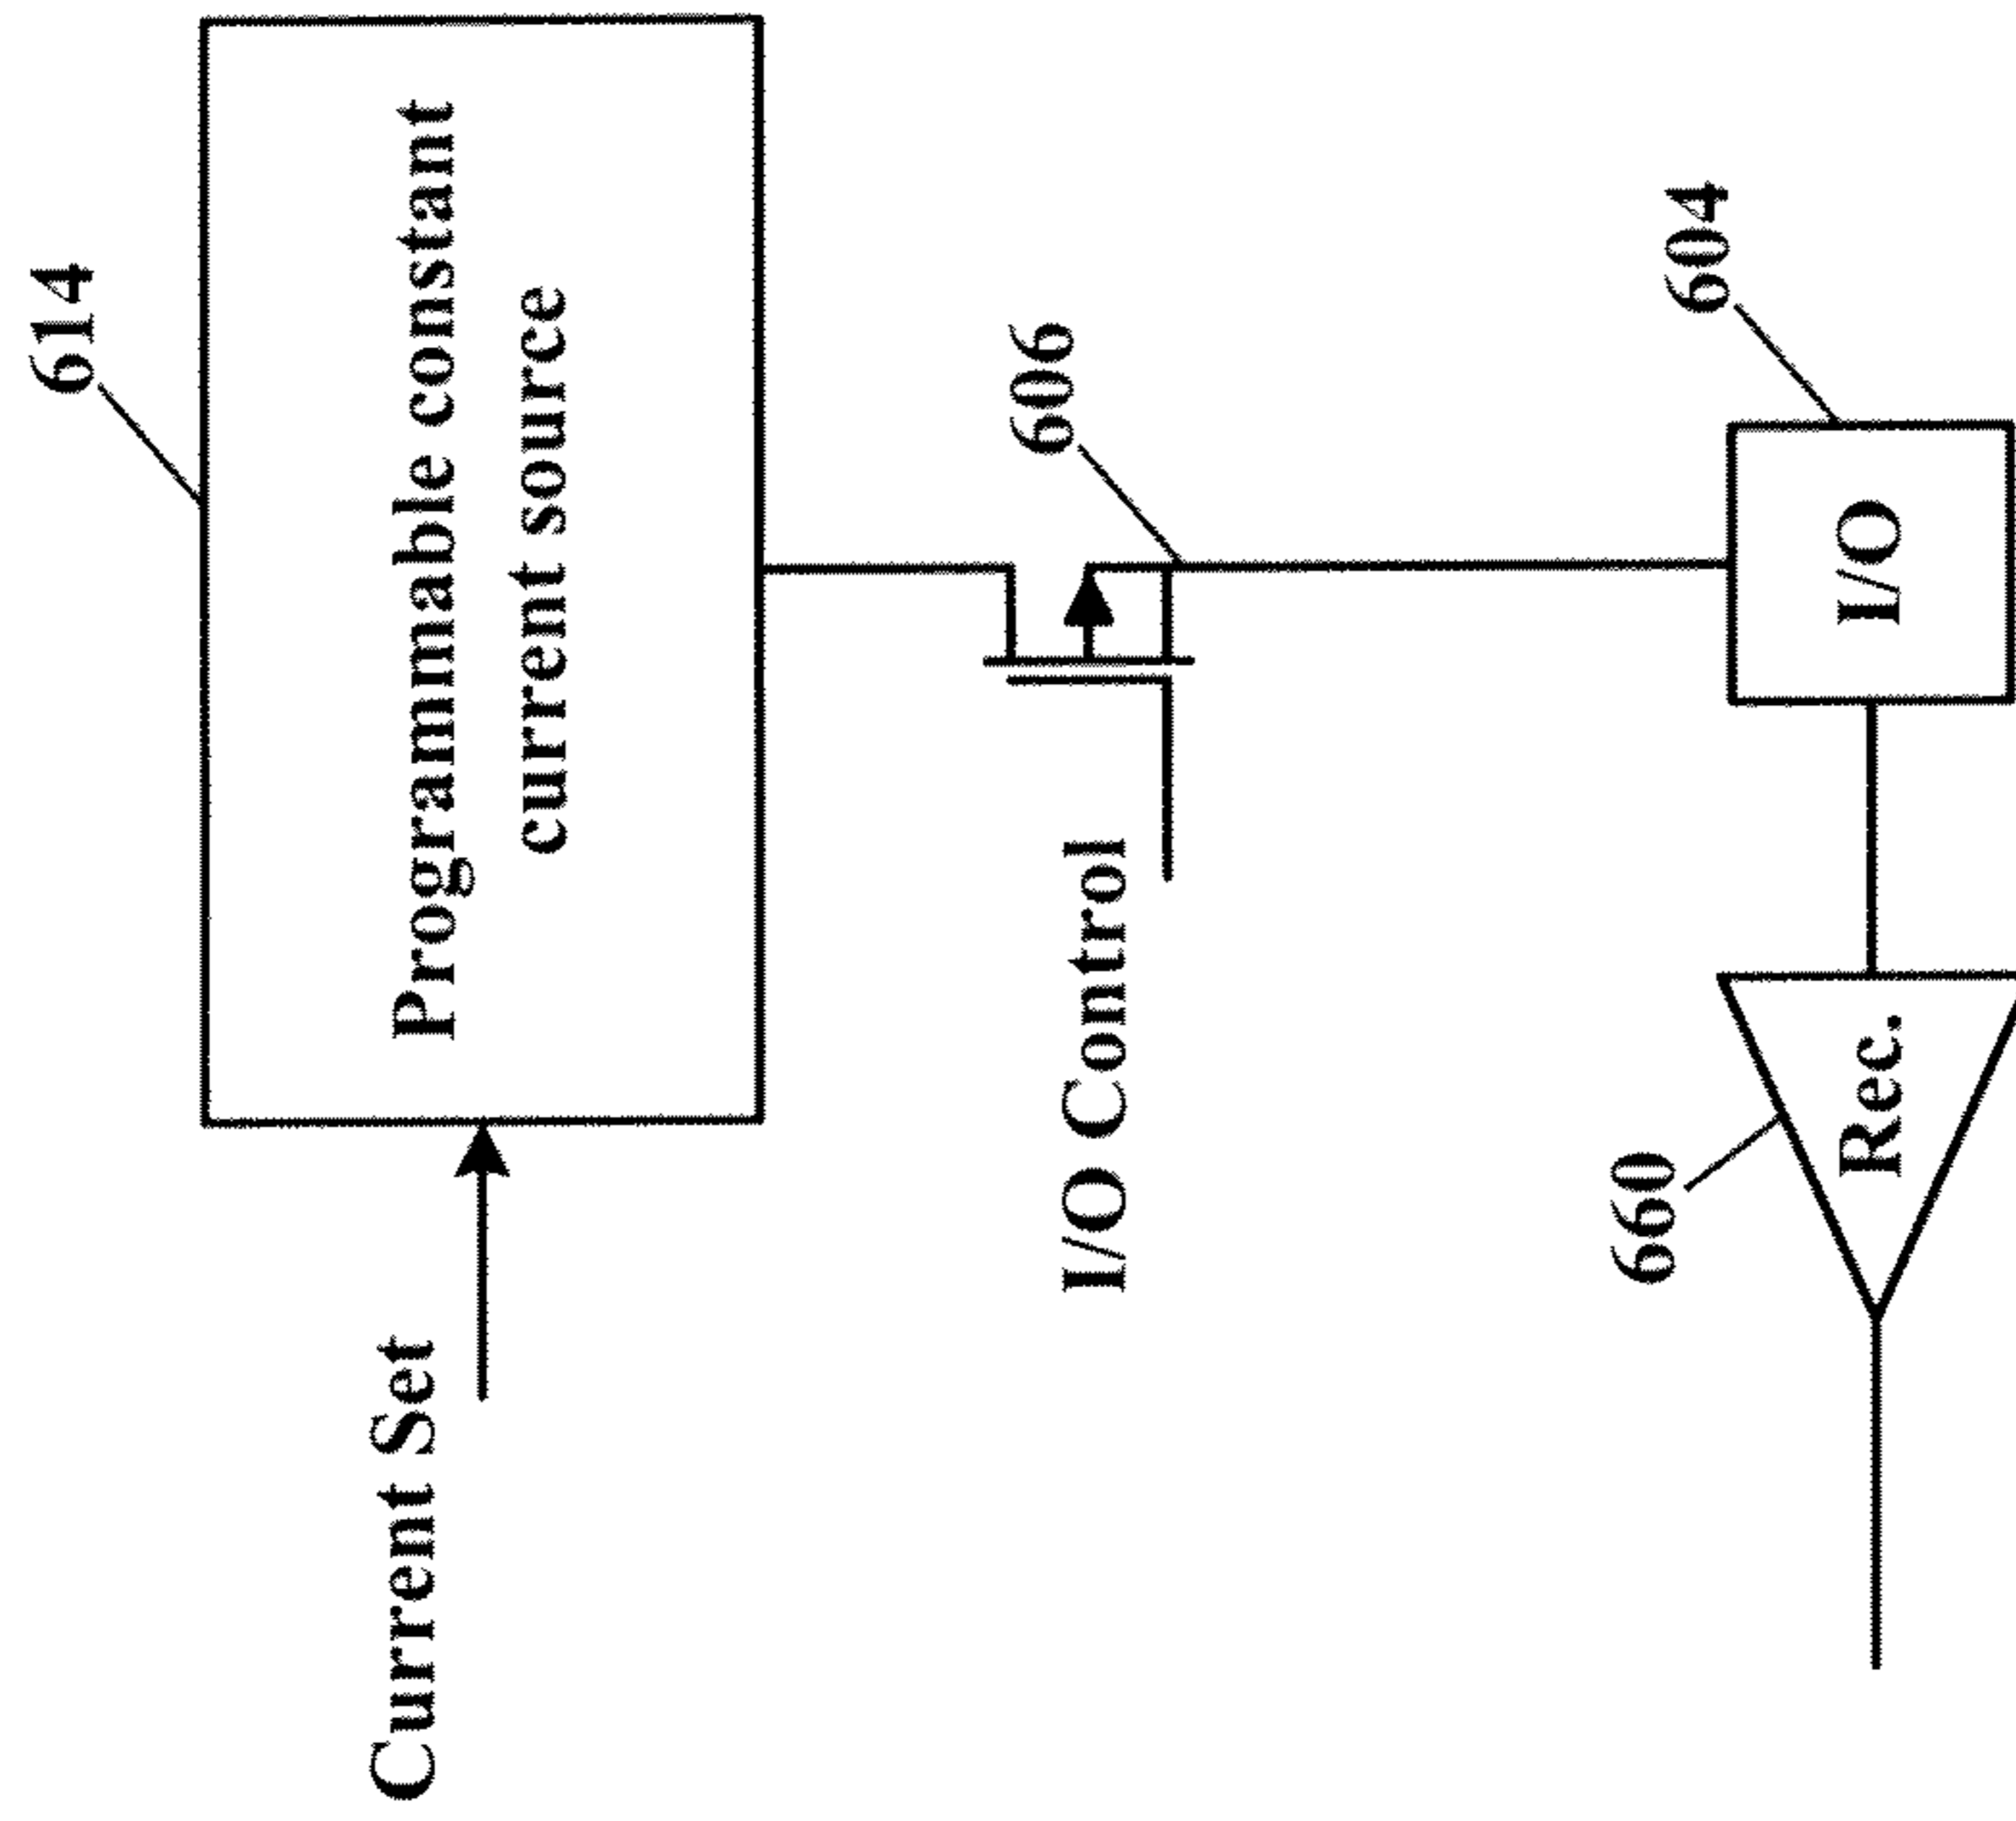 614
Programmable constant
current source
Current Set
606
I/O Control
604
I/O
660
Rec.